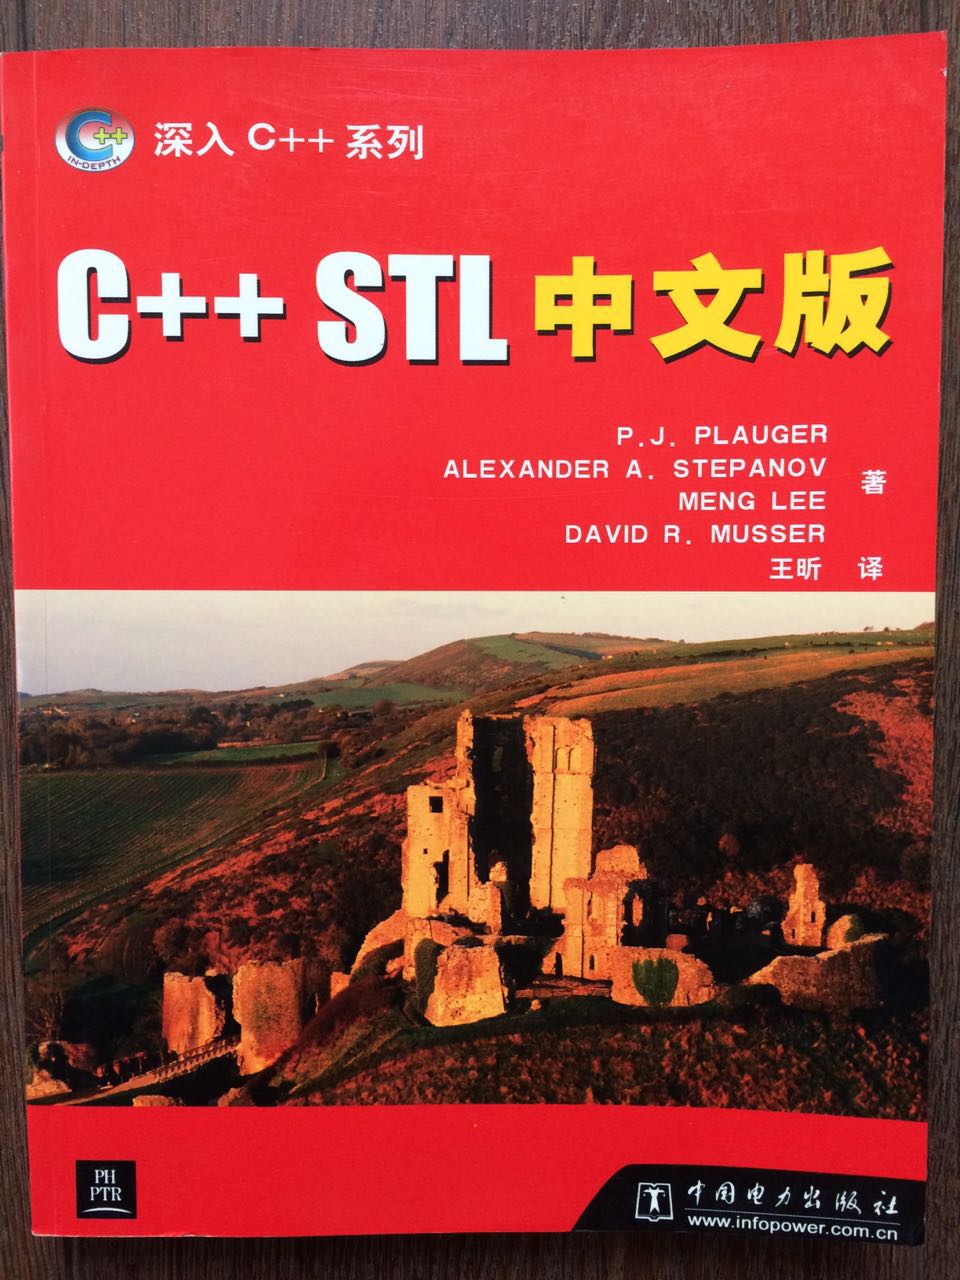 C++
IN-DEPTH
深入 C++ 系列
C++ STL 中文版
P.J. PLAUGER
ALEXANDER A. STEPANOV
MENG LEE
DAVID R. MUSSER
著
王昕 译
PH
PTR
中国电力出版社
www.infopower.com.cn